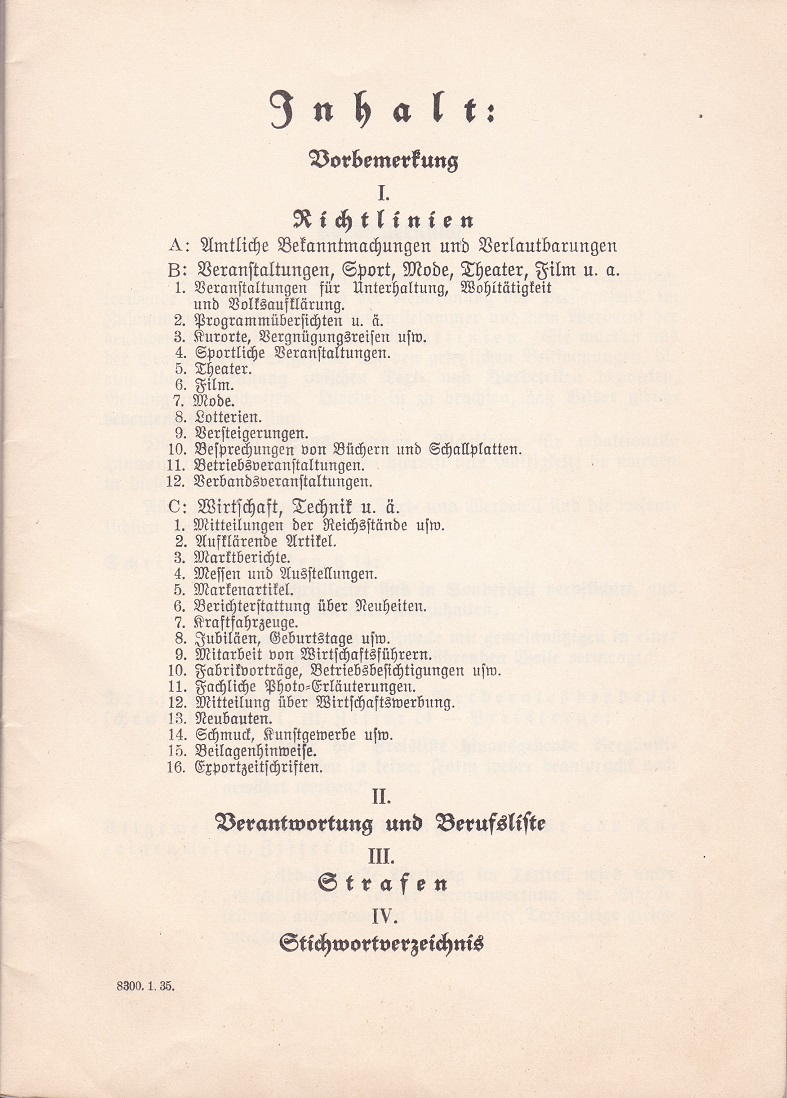 Inhalt:
Vorbemerkung
I.
Richtlinien
A: Amtliche Bekanntmachungen und Verlautbarungen
B: Veranstaltungen, Sport, Mode, Theater, Film u. a.
1. Veranstaltungen für Unterhaltung, Wohltätigkeit
und Volksaufklärung.
2. Programmübersichten u. ä.
3. Kurorte, Vergnügungsreisen usw.
4. Sportliche Veranstaltungen.
5. Theater.
6. Film.
7. Mode.
8. Lotterien.
9. Versteigerungen.
10. Besprechungen von Büchern und Schallplatten.
11. Betriebsveranstaltungen.
12. Verbandsveranstaltungen.
C: Wirtschaft, Technik u. ä.
1. Mitteilungen der Reichsstände usw.
2. Aufklärende Artikel.
3. Marktberichte.
4. Messen und Ausstellungen.
5. Markenartikel.
6. Berichterstattung über Neuheiten.
7. Kraftfahrzeuge.
8. Jubiläen, Geburtstage usw.
9. Mitarbeit von Wirtschaftsführern.
10. Fabrikvorträge, Betriebsbesichtigungen usw.
11. Fachliche Photo-Erläuterungen.
12. Mitteilung über Wirtschaftswerbung.
13. Neubauten.
14. Schmuck, Kunstgewerbe usw.
15. Beilagenhinweise.
16. Exportzeitschriften.
II.
Verantwortung und Berufsliste
III.
Strafen
IV.
Stichwortverzeichnis
8300. 1. 35.